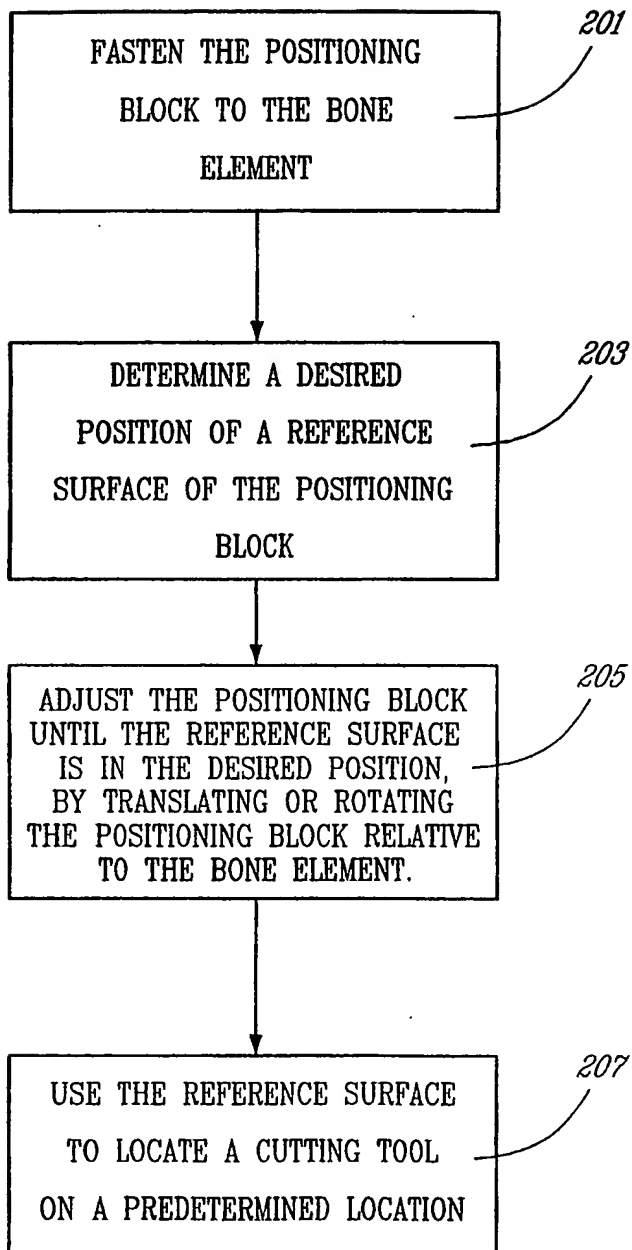 201
FASTEN THE POSITIONING
BLOCK TO THE BONE
ELEMENT
203
DETERMINE A DESIRED
POSITION OF A REFERENCE
SURFACE OF THE POSITIONING
BLOCK
205
ADJUST THE POSITIONING BLOCK
UNTIL THE REFERENCE SURFACE
IS IN THE DESIRED POSITION,
BY TRANSLATING OR ROTATING
THE POSITIONING BLOCK RELATIVE
TO THE BONE ELEMENT.
207
USE THE REFERENCE SURFACE
TO LOCATE A CUTTING TOOL
ON A PREDETERMINED LOCATION